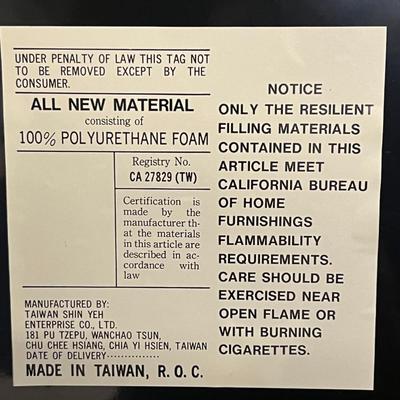 UNDER PENALTY OF LAW THIS TAG NOT
TO BE REMOVED EXCEPT BY THE
CONSUMER.
ALL NEW MATERIAL
consisting of
100% POLYURETHANE FOAM
Registry No.
CA 27829 (TW)
Certification is
made by the
manufacturer th-
at the materials
in this article are
described in ac-
cordance with
law
MANUFACTURED BY:
TAIWAN SHIN YEH
ENTERPRISE CO., LTD.
181 PU TZEPU, WANCHAO TSUN,
CHU CHEE HSIANG, CHIA YI HSIEN, TAIWAN
DATE OF DELIVERY···············
MADE IN TAIWAN, R. O. C.
NOTICE
ONLY THE RESILIENT
FILLING MATERIALS
CONTAINED IN THIS
ARTICLE MEET
CALIFORNIA BUREAU
OF HOME
FURNISHINGS
FLAMMABILITY
REQUIREMENTS.
CARE SHOULD BE
EXERCISED NEAR
OPEN FLAME OR
WITH BURNING
CIGARETTES.